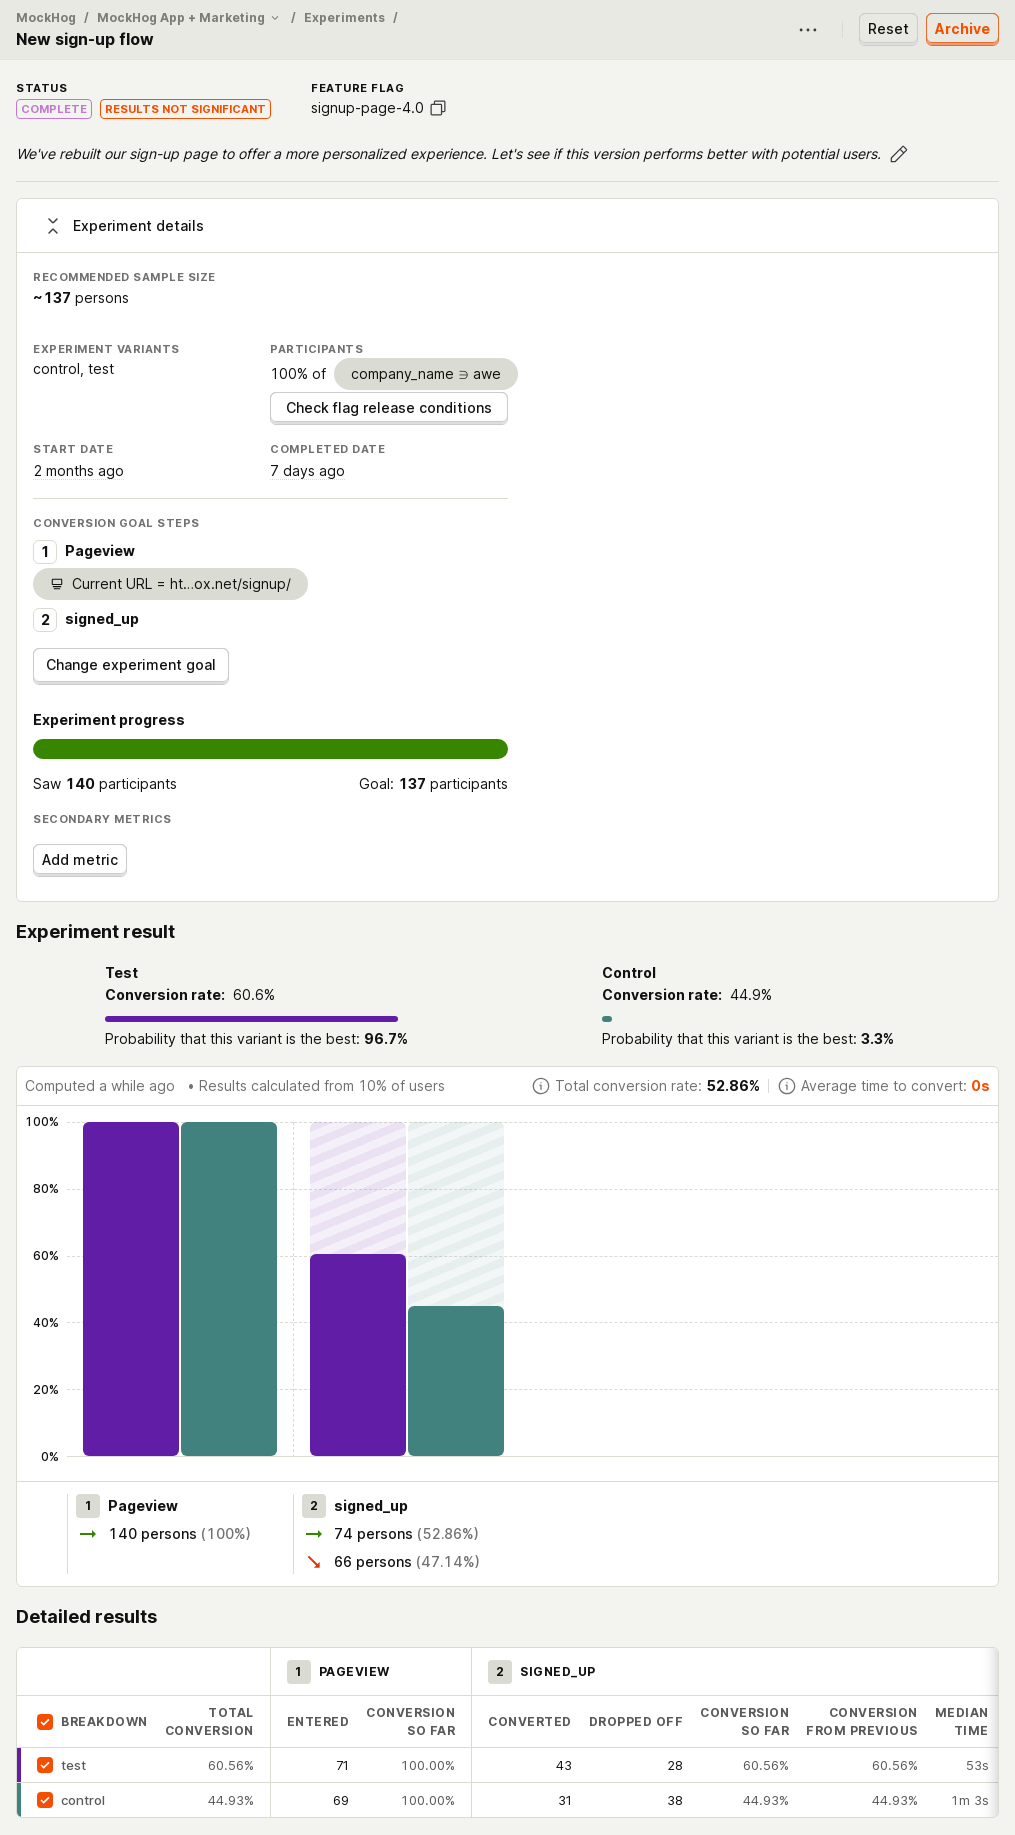 MockHog / MockHog App + Marketing / Experiments /
New sign-up flow
Reset
Archive
STATUS
FEATURE FLAG
COMPLETE
RESULTS NOT SIGNIFICANT
signup-page-4.0
We've rebuilt our sign-up page to offer a more personalized experience. Let's see if this version performs better with potential users.
Experiment details
RECOMMENDED SAMPLE SIZE
~137 persons
EXPERIMENT VARIANTS
PARTICIPANTS
control, test
100% of company_name ∋ awe
Check flag release conditions
START DATE
COMPLETED DATE
2 months ago
7 days ago
CONVERSION GOAL STEPS
1 Pageview
Current URL = ht...ox.net/signup/
2 signed_up
Change experiment goal
Experiment progress
Saw 140 participants
Goal: 137 participants
SECONDARY METRICS
Add metric
Experiment result
Test
Conversion rate: 60.6%
Probability that this variant is the best: 96.7%
Control
Conversion rate: 44.9%
Probability that this variant is the best: 3.3%
Computed a while ago • Results calculated from 10% of users
Total conversion rate: 52.86%
Average time to convert: 0s
100%
80%
60%
40%
20%
0%
1 Pageview
140 persons (100%)
2 signed_up
74 persons (52.86%)
66 persons (47.14%)
Detailed results
1 PAGEVIEW
2 SIGNED_UP
BREAKDOWN
TOTAL
CONVERSION
ENTERED
CONVERSION
SO FAR
CONVERTED
DROPPED OFF
CONVERSION
SO FAR
CONVERSION
FROM PREVIOUS
MEDIAN
TIME
test 60.56% 71 100.00% 43 28 60.56% 60.56% 53s
control 44.93% 69 100.00% 31 38 44.93% 44.93% 1m 3s